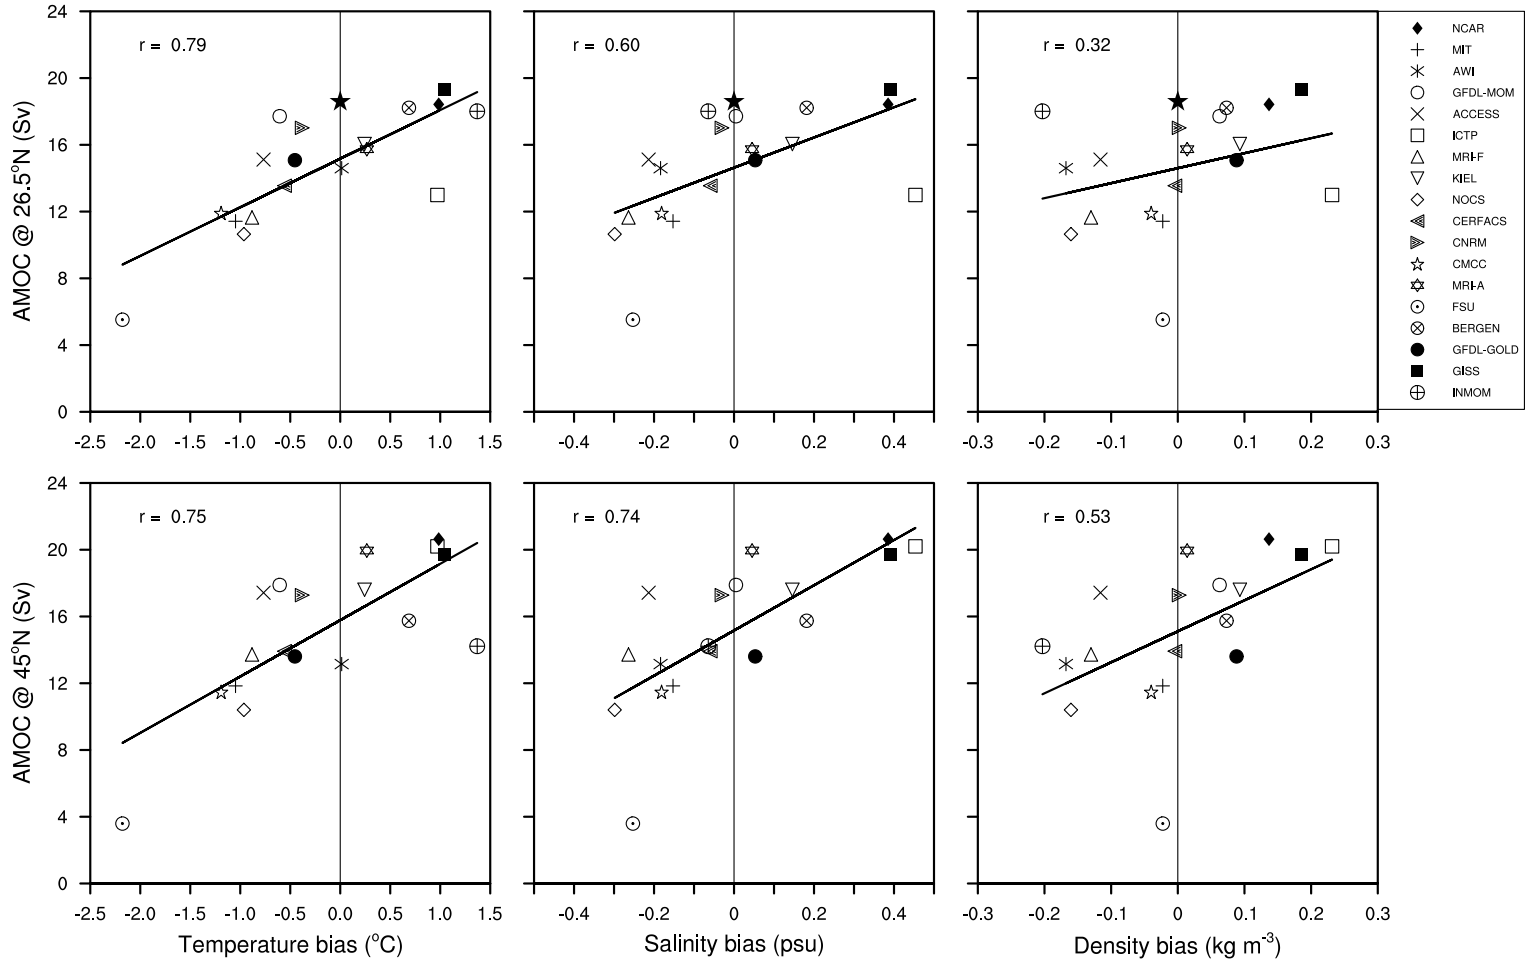 AMOC @ 26.5°N (Sv)
24
20
16
12
8
4
0
r = 0.79
r = 0.60
r = 0.32
-2.5 -1.5 -1.0 -0.5 0.0 0.5 1.0 1.5
-0.4 -0.2 0 0.2 0.4
-0.3 -0.2 -0.1 0 0.1 0.2 0.3
NCAR
MIT
AWI
GFDL-MOM
ACCESS
ICTP
MRI-F
KIEL
NOCS
CERFACS
CNRM
CMCC
MRI-A
FSU
BERGEN
GFDL-GOLD
GISS
INMOM
AMOC @ 45°N (Sv)
24
20
16
12
8
4
0
r = 0.75
r = 0.74
r = 0.53
-2.5 -1.5 -1.0 -0.5 0.0 0.5 1.0 1.5
-0.4 -0.2 0 0.2 0.4
-0.3 -0.2 -0.1 0 0.1 0.2 0.3
Temperature bias (°C)
Salinity bias (psu)
Density bias (kg m⁻³)